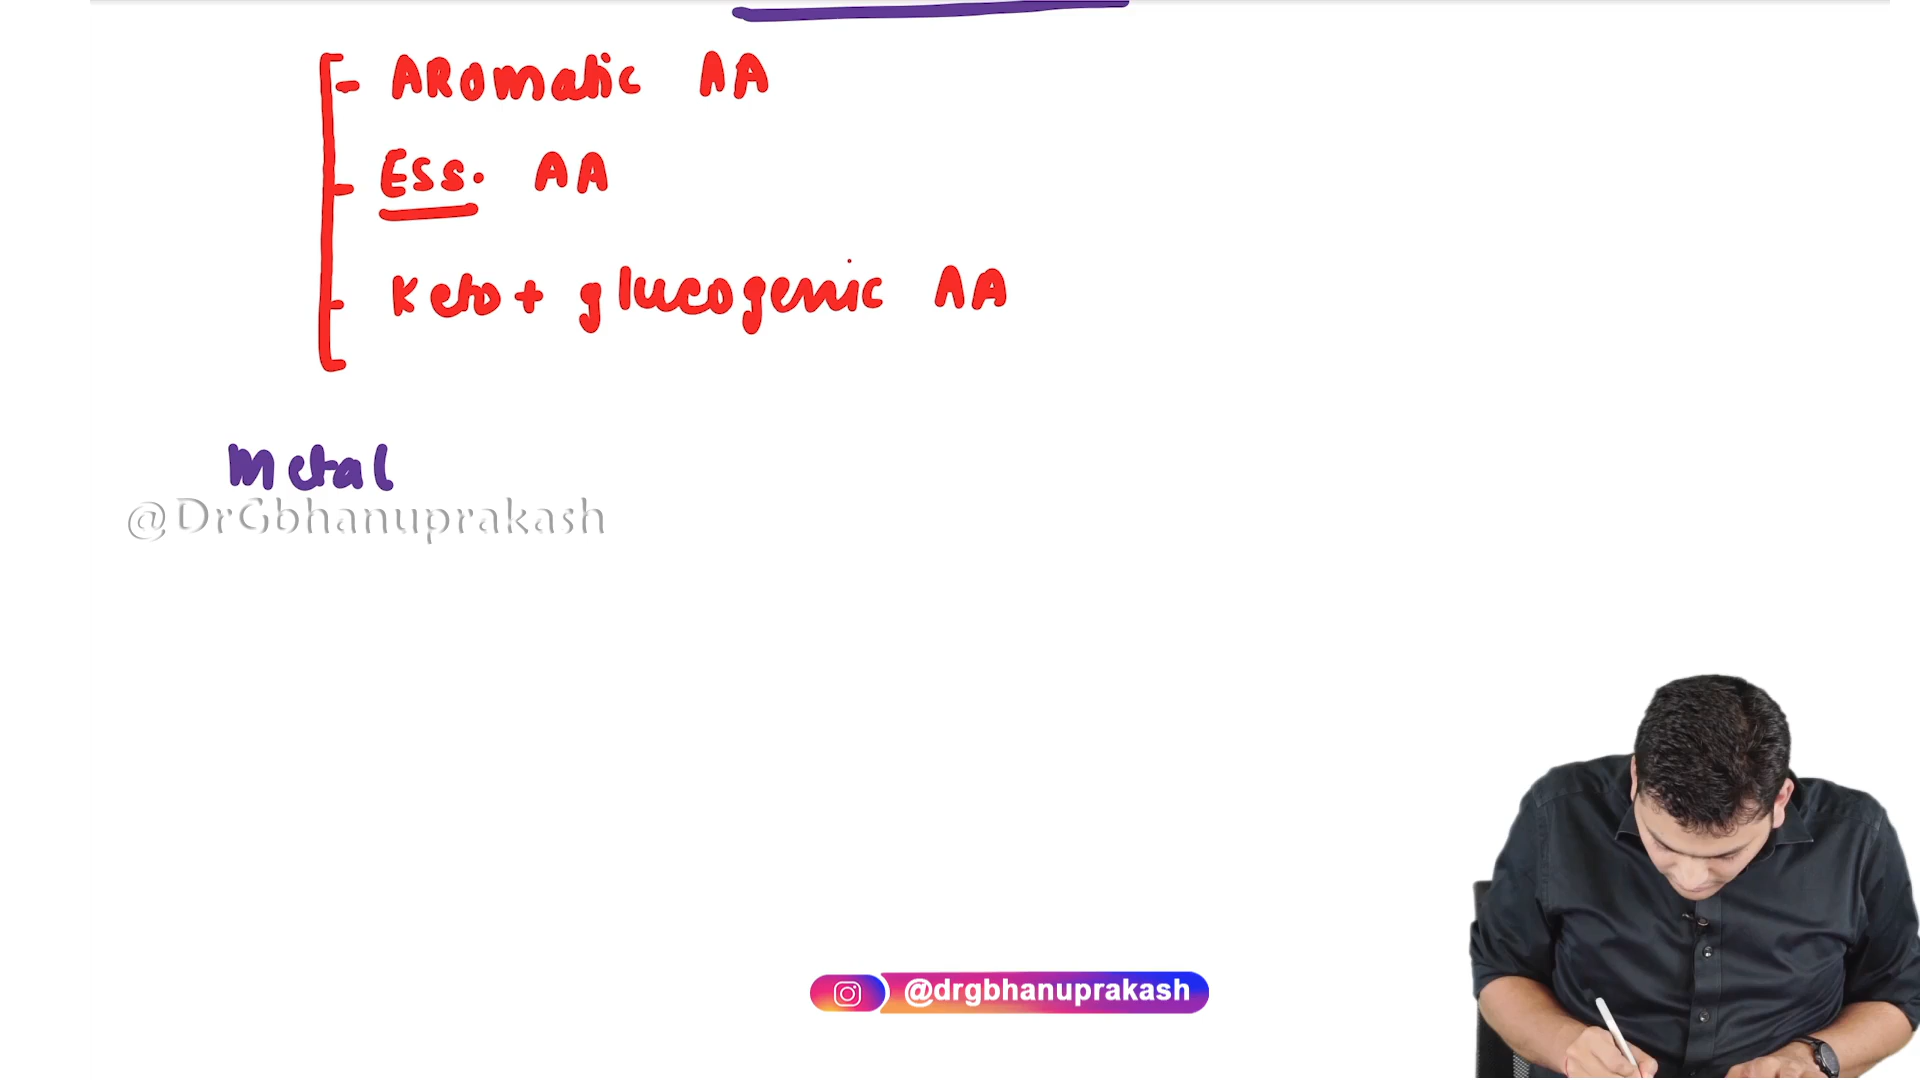 - ARomatic AA
- Ess. AA
- Keto + glucogenic AA
Metal
@DrGbhanuprakash
@drgbhanuprakash